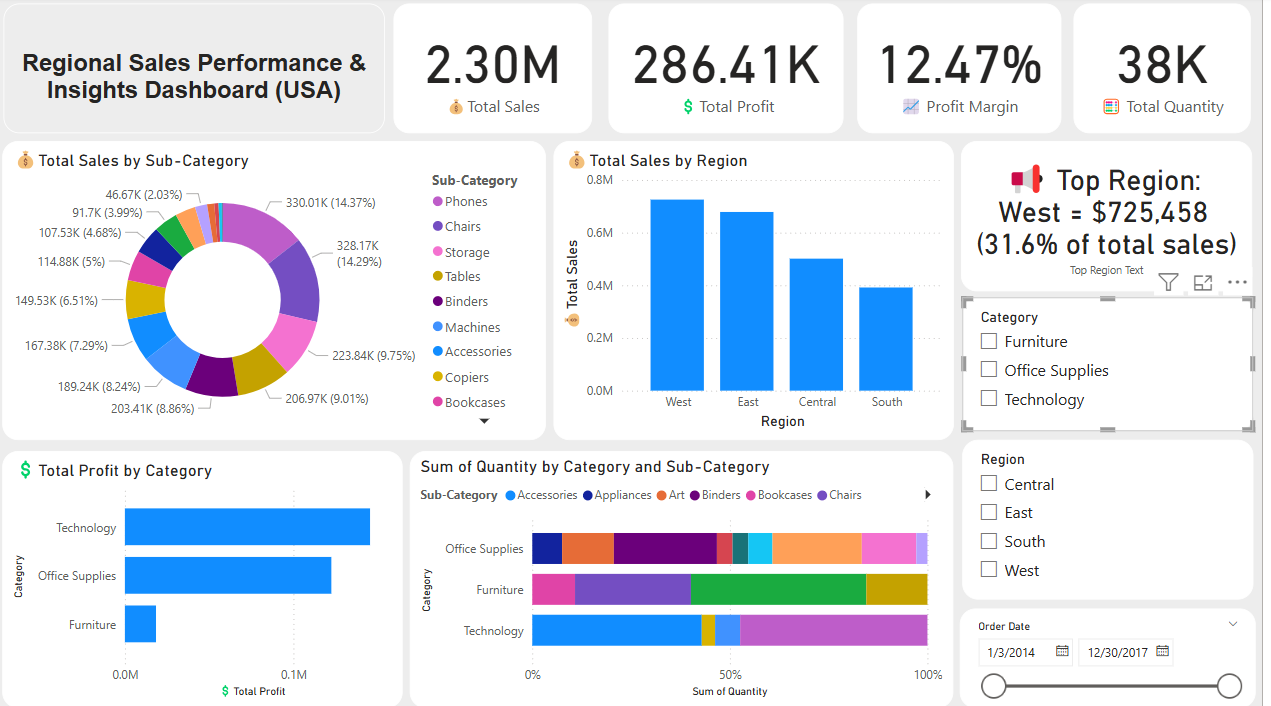 Regional Sales Performance &
Insights Dashboard (USA)
2.30M
Total Sales
286.41K
Total Profit
12.47%
Profit Margin
38K
Total Quantity
Total Sales by Sub-Category
46.67K (2.03%)
91.7K (3.99%)
107.53K (4.68%)
114.88K (5%)
149.53K (6.51%)
167.38K (7.29%)
189.24K (8.24%)
203.41K (8.86%)
330.01K (14.37%)
328.17K
(14.29%)
223.84K (9.75%)
206.97K (9.01%)
Sub-Category
Phones
Chairs
Storage
Tables
Binders
Machines
Accessories
Copiers
Bookcases
Total Sales by Region
Total Sales
0.8M
0.6M
0.4M
0.2M
0.0M
West
East
Central
South
Region
Top Region:
West = $725,458
(31.6% of total sales)
Top Region Text
Category
Furniture
Office Supplies
Technology
Total Profit by Category
Category
Technology
Office Supplies
Furniture
0.0M
0.1M
Total Profit
Sum of Quantity by Category and Sub-Category
Sub-Category
Accessories
Appliances
Art
Binders
Bookcases
Chairs
Category
Office Supplies
Furniture
Technology
0%
50%
100%
Sum of Quantity
Region
Central
East
South
West
Order Date
1/3/2014
12/30/2017